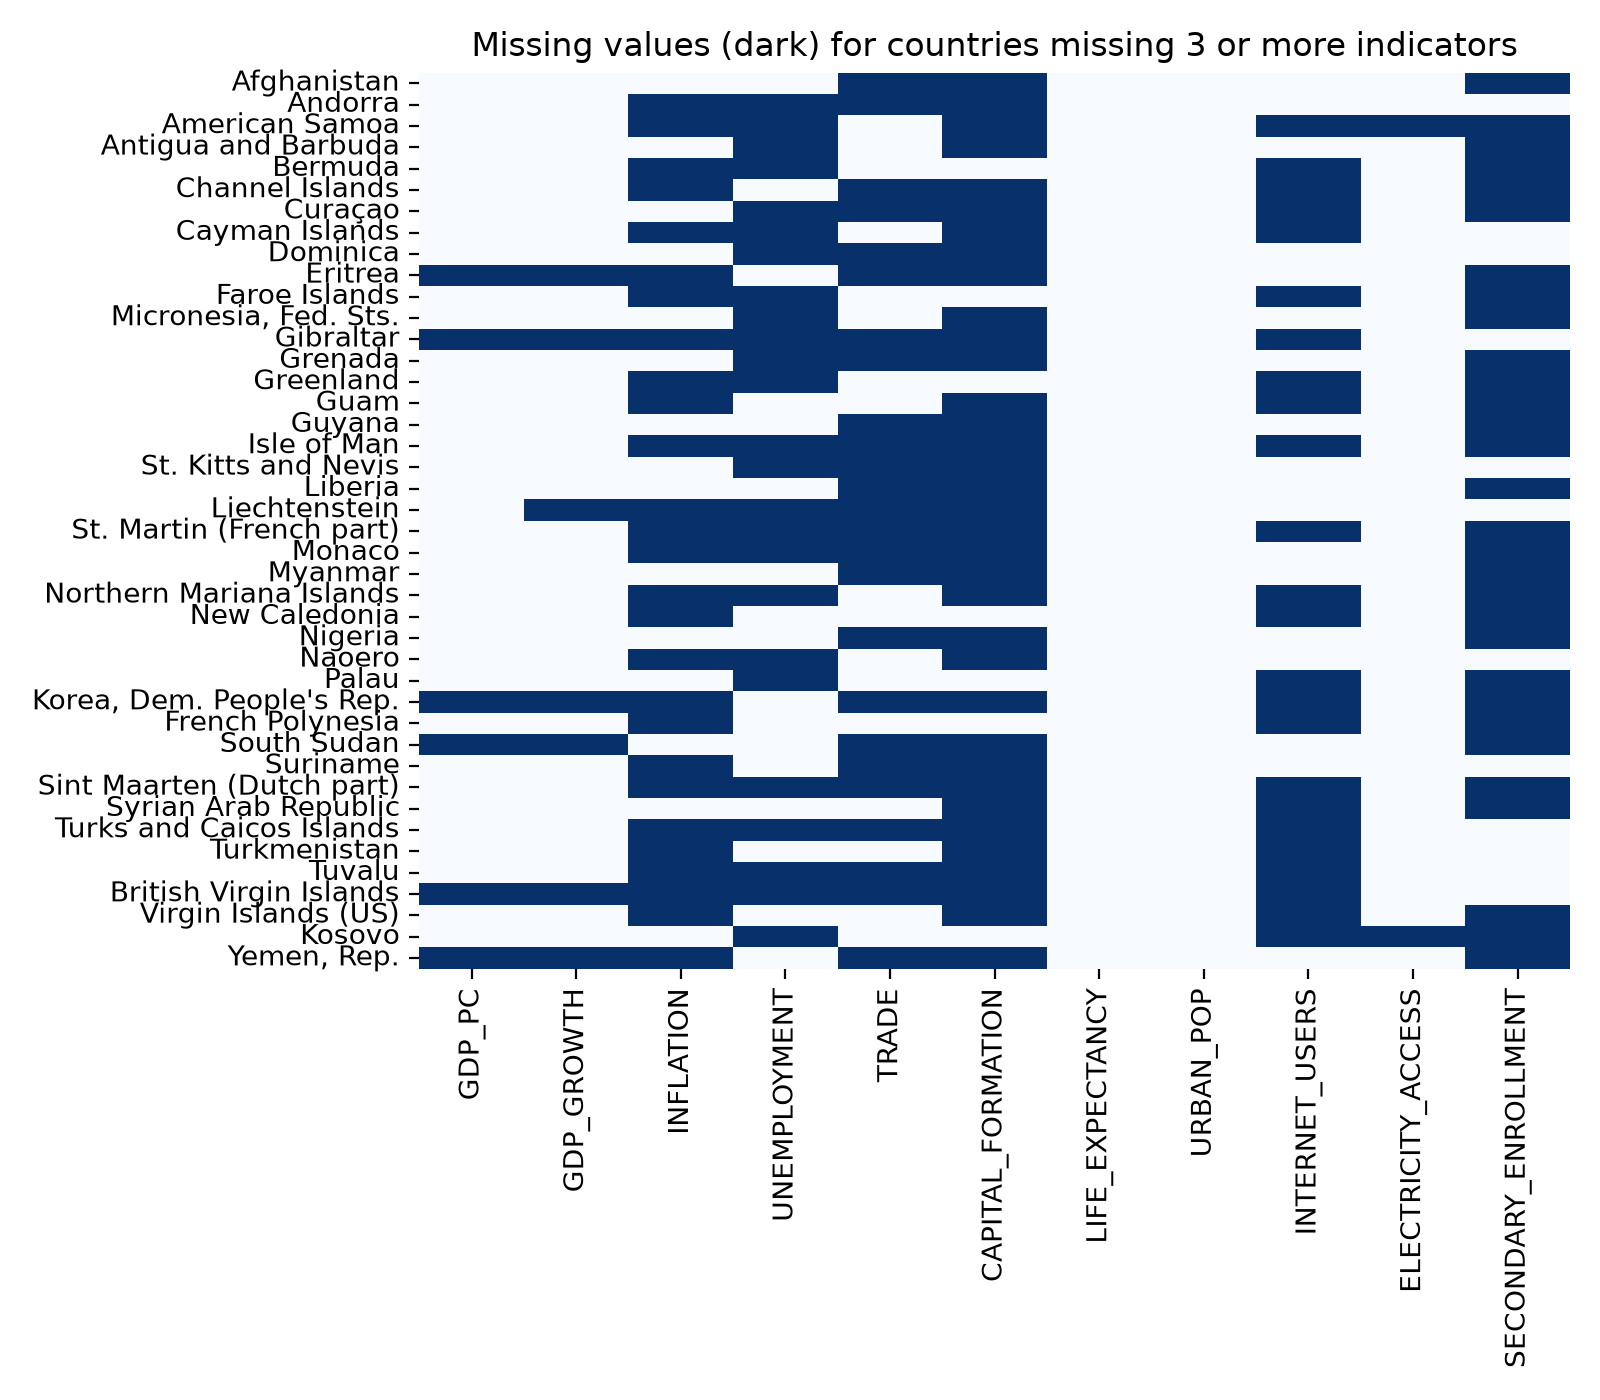 Missing values (dark) for countries missing 3 or more indicators
Afghanistan
Andorra
American Samoa
Antigua and Barbuda
Bermuda
Channel Islands
Curaçao
Cayman Islands
Dominica
Eritrea
Faroe Islands
Micronesia, Fed. Sts.
Gibraltar
Grenada
Greenland
Guam
Guyana
Isle of Man
St. Kitts and Nevis
Liberia
Liechtenstein
St. Martin (French part)
Monaco
Myanmar
Northern Mariana Islands
New Caledonia
Nigeria
Naoero
Palau
Korea, Dem. People's Rep.
French Polynesia
South Sudan
Suriname
Sint Maarten (Dutch part)
Syrian Arab Republic
Turks and Caicos Islands
Turkmenistan
Tuvalu
British Virgin Islands
Virgin Islands (US)
Kosovo
Yemen, Rep.
GDP_PC
GDP_GROWTH
INFLATION
UNEMPLOYMENT
TRADE
CAPITAL_FORMATION
LIFE_EXPECTANCY
URBAN_POP
INTERNET_USERS
ELECTRICITY_ACCESS
SECONDARY_ENROLLMENT